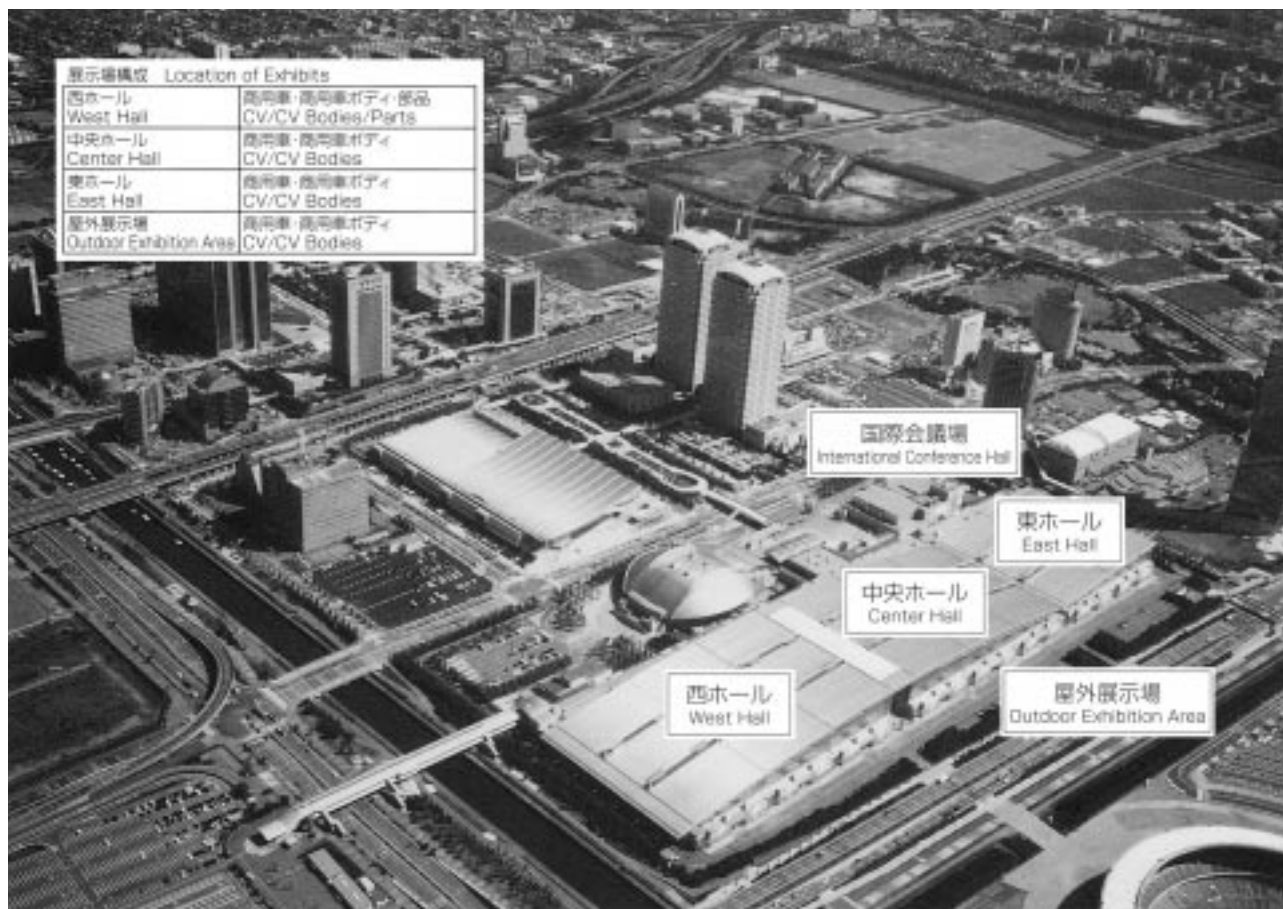 展示場構成 Location of Exhibits
西ホール 商用車・商用車ボディ・部品
West Hall CV/CV Bodies/Parts
中央ホール 商用車・商用車ボディ
Center Hall CV/CV Bodies
東ホール 商用車・商用車ボディ
East Hall CV/CV Bodies
屋外展示場 商用車・商用車ボディ
Outdoor Exhibition Area CV/CV Bodies
国際会議場
International Conference Hall
東ホール
East Hall
中央ホール
Center Hall
西ホール
West Hall
屋外展示場
Outdoor Exhibition Area